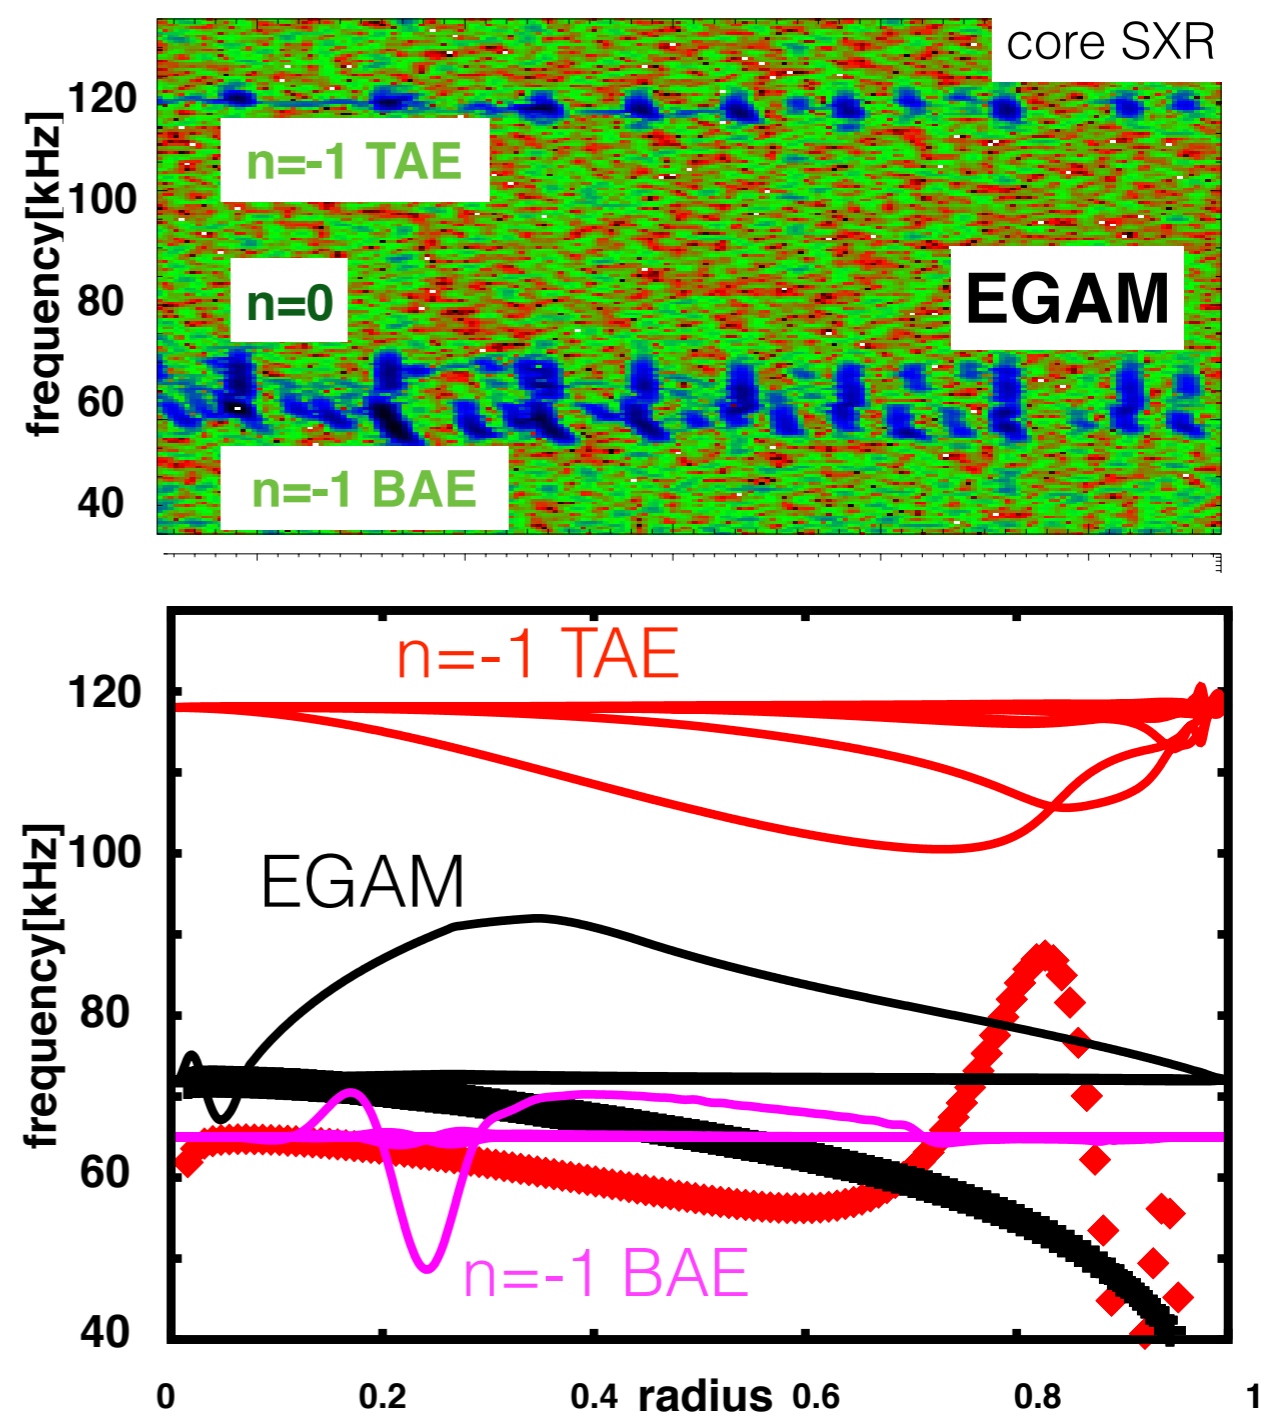 core SXR
120
n=-1 TAE
100
n=0
EGAM
80
60
n=-1 BAE
40
frequency[kHz]
n=-1 TAE
120
100
EGAM
80
60
n=-1 BAE
40
frequency[kHz]
0 0.2 0.4 radius 0.6 0.8 1